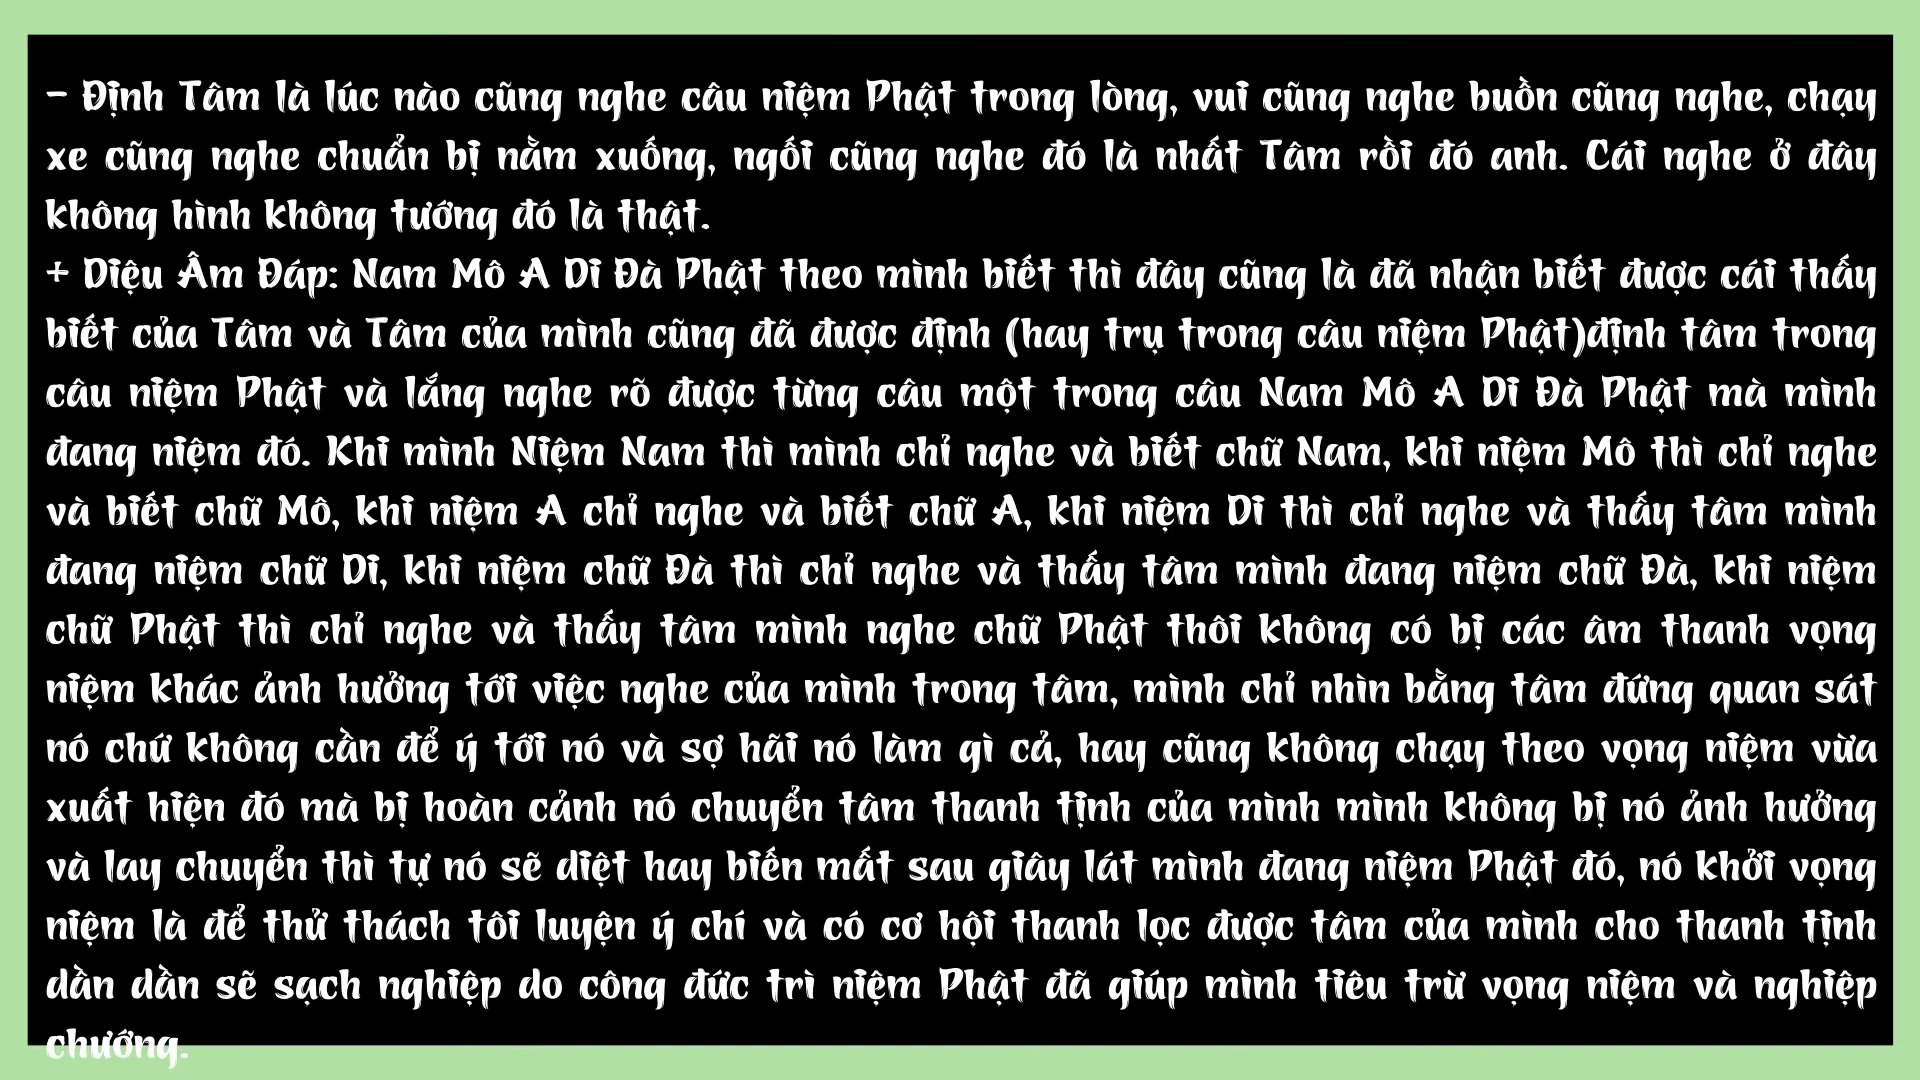 - Định Tâm là lúc nào cũng nghe câu niệm Phật trong lòng, vui cũng nghe buồn cũng nghe, chạy
xe cũng nghe chuẩn bị nằm xuống, ngối cũng nghe đó là nhất Tâm rồi đó anh. Cái nghe ở đây
không hình không tướng đó là thật.
+ Diệu Âm Đáp: Nam Mô A Di Đà Phật theo mình biết thì đây cũng là đã nhận biết được cái thấy
biết của Tâm và Tâm của mình cũng đã được định (hay trụ trong câu niệm Phật)định tâm trong
câu niệm Phật và lắng nghe rõ được từng câu một trong câu Nam Mô A Di Đà Phật mà mình
đang niệm đó. Khi mình Niệm Nam thì mình chỉ nghe và biết chữ Nam, khi niệm Mô thì chỉ nghe
và biết chữ Mô, khi niệm A chỉ nghe và biết chữ A, khi niệm Di thì chỉ nghe và thấy tâm mình
đang niệm chữ Di, khi niệm chữ Đà thì chỉ nghe và thấy tâm mình đang niệm chữ Đà, khi niệm
chữ Phật thì chỉ nghe và thấy tâm mình nghe chữ Phật thôi không có bị các âm thanh vọng
niệm khác ảnh hưởng tới việc nghe của mình trong tâm, mình chỉ nhìn bằng tâm đứng quan sát
nó chứ không cần để ý tới nó và sợ hãi nó làm gì cả, hay cũng không chạy theo vọng niệm vừa
xuất hiện đó mà bị hoàn cảnh nó chuyển tâm thanh tịnh của mình mình không bị nó ảnh hưởng
và lay chuyển thì tự nó sẽ diệt hay biến mất sau giây lát mình đang niệm Phật đó, nó khởi vọng
niệm là để thử thách tôi luyện ý chí và có cơ hội thanh lọc được tâm của mình cho thanh tịnh
dần dần sẽ sạch nghiệp do công đức trì niệm Phật đã giúp mình tiêu trừ vọng niệm và nghiệp
chướng.